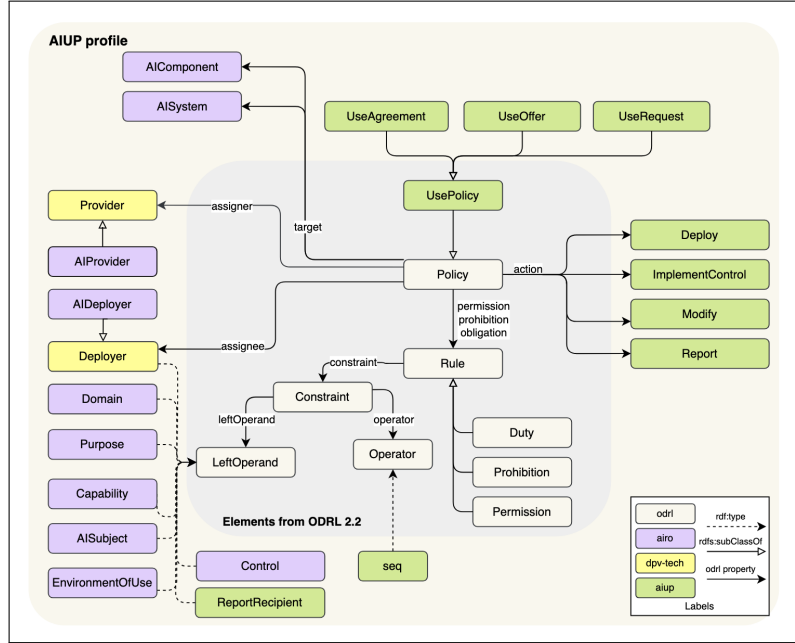 AIUP profile
AIComponent
AISystem
UseAgreement
UseOffer
UseRequest
UsePolicy
Provider
assigner
target
AIProvider
Policy
action
Deploy
ImplementControl
Modify
Report
AIDeployer
permission
prohibition
obligation
assignee
Deployer
constraint
Rule
Domain
Constraint
leftOperand
operator
Purpose
LeftOperand
Operator
Duty
Prohibition
Permission
Capability
AISubject
EnvironmentOfUse
Elements from ODRL 2.2
Control
seq
ReportRecipient
odrl
rdf:type
airo
rdfs:subClassOf
dpv-tech
odrl property
aiup
Labels